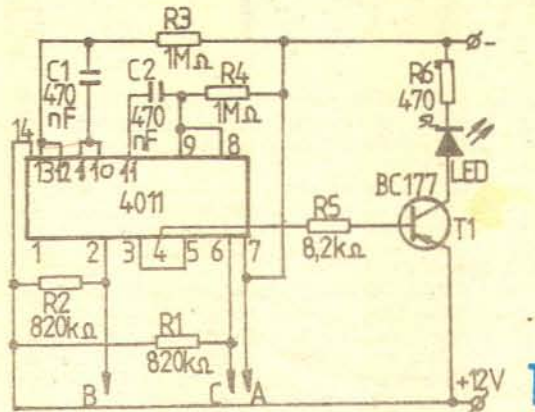 R3
1MΩ
⌀-
C1
470
nF
C2
470
nF
R4
1MΩ
R6
470
Ω
LED
14
13 12 11 10 11 9 8
4011
BC177
R5
8,2kΩ
T1
1 2 3 4 5 6 7
R2
820kΩ
R1
820kΩ
B C A
+12V